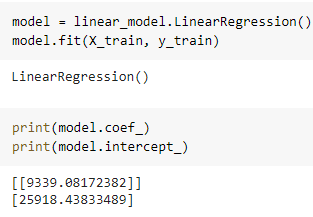 model = linear_model.LinearRegression()
model.fit(X_train, y_train)
LinearRegression()
print(model.coef_)
print(model.intercept_)
[[9339.08172382]]
[25918.43833489]